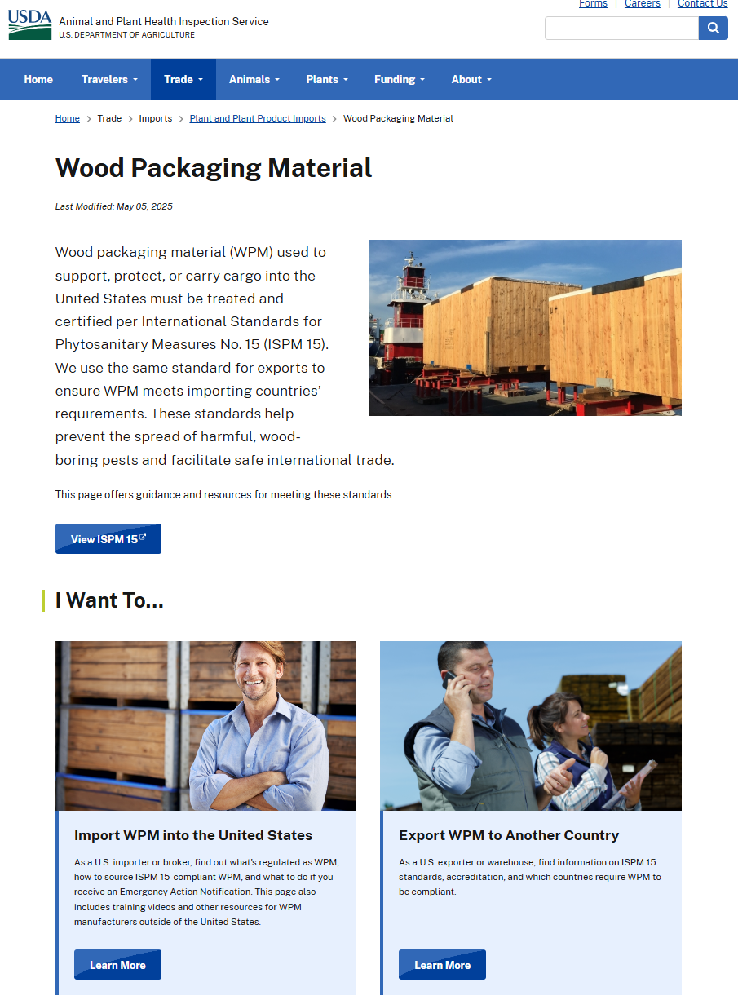 Forms
Careers
Contact Us
USDA
Animal and Plant Health Inspection Service
U.S. DEPARTMENT OF AGRICULTURE
Home
Travelers
Trade
Animals
Plants
Funding
About
Home > Trade > Imports > Plant and Plant Product Imports > Wood Packaging Material
Wood Packaging Material
Last Modified: May 05, 2025
Wood packaging material (WPM) used to
support, protect, or carry cargo into the
United States must be treated and
certified per International Standards for
Phytosanitary Measures No. 15 (ISPM 15).
We use the same standard for exports to
ensure WPM meets importing countries’
requirements. These standards help
prevent the spread of harmful, wood-
boring pests and facilitate safe international trade.
This page offers guidance and resources for meeting these standards.
View ISPM 15
I Want To...
Import WPM into the United States
As a U.S. importer or broker, find out what's regulated as WPM,
how to source ISPM 15-compliant WPM, and what to do if you
receive an Emergency Action Notification. This page also
includes training videos and other resources for WPM
manufacturers outside of the United States.
Learn More
Export WPM to Another Country
As a U.S. exporter or warehouse, find information on ISPM 15
standards, accreditation, and which countries require WPM to
be compliant.
Learn More